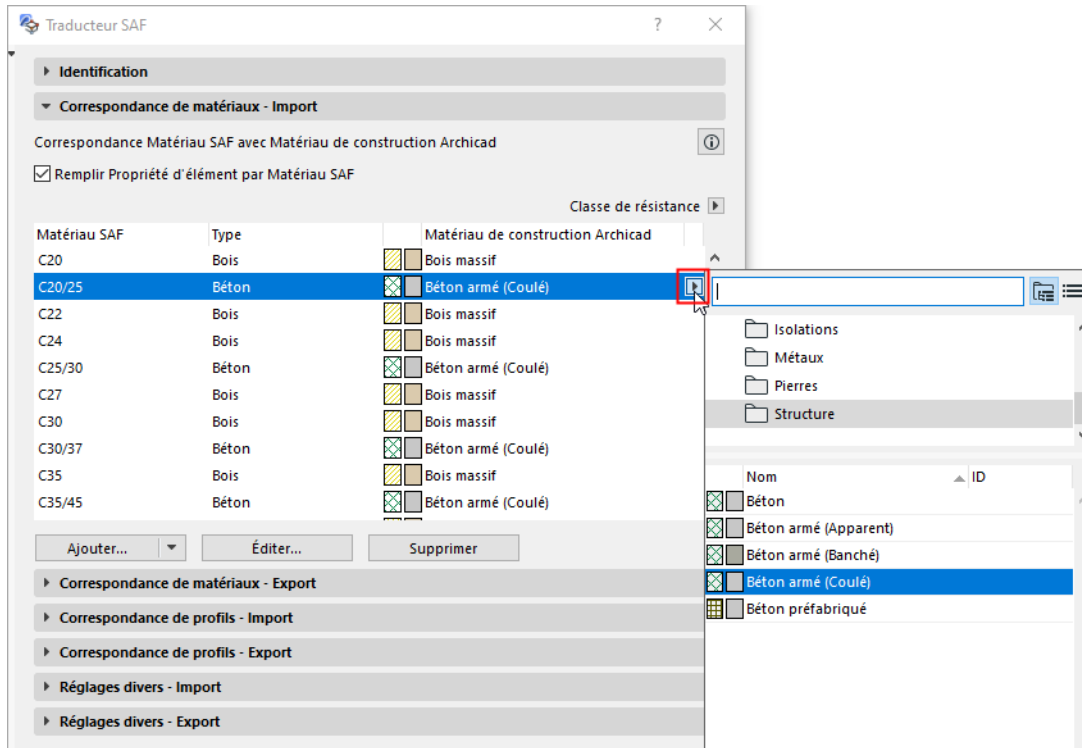 Traducteur SAF
Identification
Correspondance de matériaux - Import
Correspondance Matériau SAF avec Matériau de construction Archicad
Remplir Propriété d'élément par Matériau SAF
Classe de résistance
Matériau SAF Type Matériau de construction Archicad
C20 Bois Bois massif
C20/25 Béton Béton armé (Coulé)
C22 Bois Bois massif
C24 Bois Bois massif
C25/30 Béton Béton armé (Coulé)
C27 Bois Bois massif
C30 Bois Bois massif
C30/37 Béton Béton armé (Coulé)
C35 Bois Bois massif
C35/45 Béton Béton armé (Coulé)
Ajouter... Éditer... Supprimer
Correspondance de matériaux - Export
Correspondance de profils - Import
Correspondance de profils - Export
Réglages divers - Import
Réglages divers - Export
Isolations
Métaux
Pierres
Structure
Nom ID
Béton
Béton armé (Apparent)
Béton armé (Banché)
Béton armé (Coulé)
Béton préfabriqué